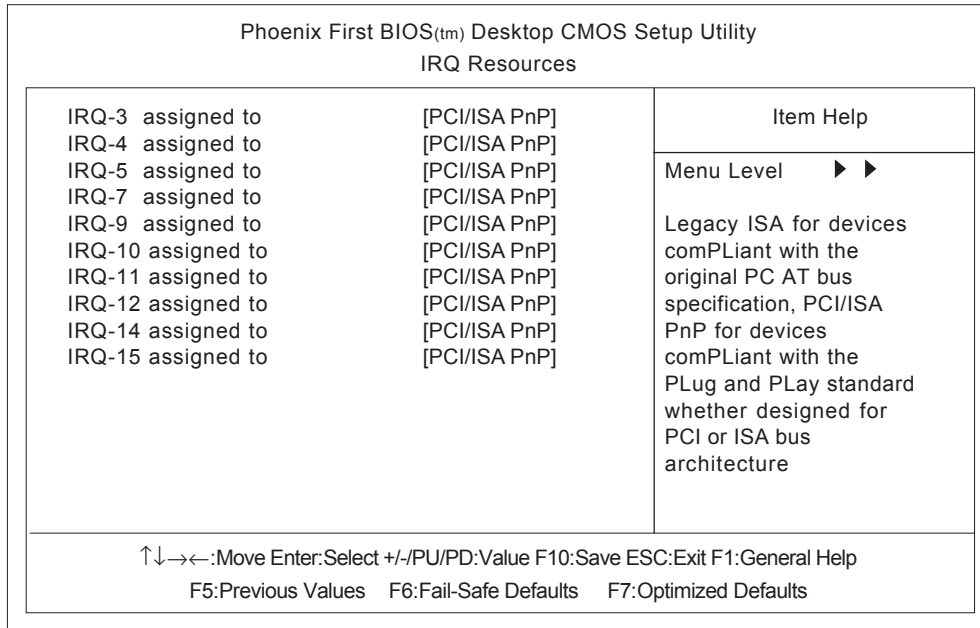 Phoenix First BIOS(tm) Desktop CMOS Setup Utility
IRQ Resources
IRQ-3 assigned to [PCI/ISA PnP]
IRQ-4 assigned to [PCI/ISA PnP]
IRQ-5 assigned to [PCI/ISA PnP]
IRQ-7 assigned to [PCI/ISA PnP]
IRQ-9 assigned to [PCI/ISA PnP]
IRQ-10 assigned to [PCI/ISA PnP]
IRQ-11 assigned to [PCI/ISA PnP]
IRQ-12 assigned to [PCI/ISA PnP]
IRQ-14 assigned to [PCI/ISA PnP]
IRQ-15 assigned to [PCI/ISA PnP]
Item Help
Menu Level ▶ ▶
Legacy ISA for devices
comPLiant with the
original PC AT bus
specification, PCI/ISA
PnP for devices
comPLiant with the
PLug and PLay standard
whether designed for
PCI or ISA bus
architecture
↑↓→←:Move Enter:Select +/-/PU/PD:Value F10:Save ESC:Exit F1:General Help
F5:Previous Values F6:Fail-Safe Defaults F7:Optimized Defaults